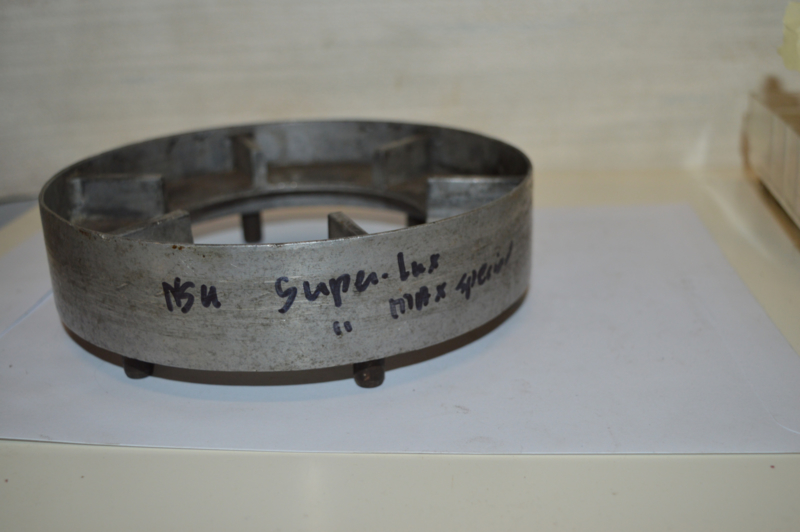 NSU Super-Lux
" MAX special